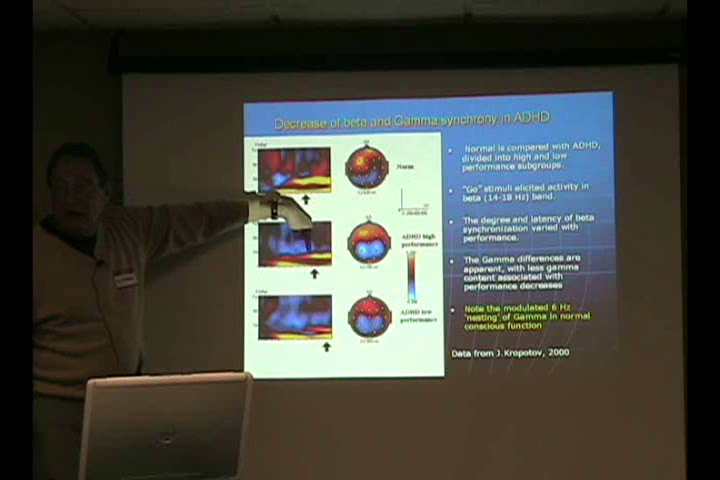 Decrease of beta and Gamma synchrony in ADHD
Norm
ADHD high
performance
ADHD low
performance
Normal is compared with ADHD,
divided into high and low
performance subgroups.
"Go" stimuli elicited activity in
beta (14-18 Hz) band.
The degree and latency of beta
synchronization varied with
performance.
The Gamma differences are
apparent, with less gamma
content associated with
performance decreases
Note the modulated 6 Hz
'nesting' of Gamma in normal
conscious function
Data from J.Kropotov, 2000